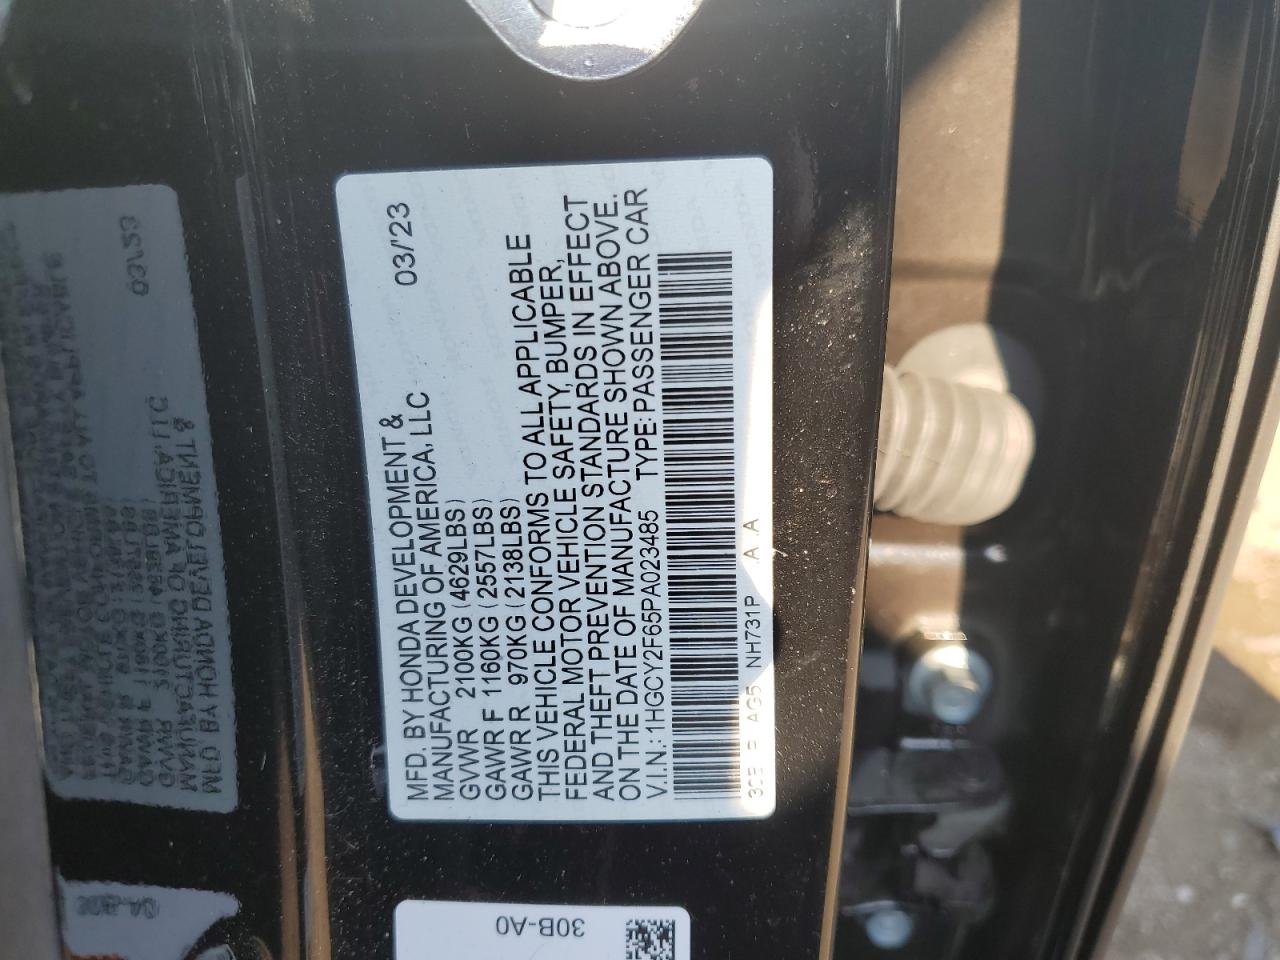 MFD. BY HONDA DEVELOPMENT & 03/'23
MANUFACTURING OF AMERICA, LLC
GVWR 2100KG (4629LBS)
GAWR F 1160KG (2557LBS)
GAWR R 970KG (2138LBS)
THIS VEHICLE CONFORMS TO ALL APPLICABLE
FEDERAL MOTOR VEHICLE SAFETY, BUMPER,
AND THEFT PREVENTION STANDARDS IN EFFECT
ON THE DATE OF MANUFACTURE SHOWN ABOVE.
V.I.N.: 1HGCY2F65PA023485 TYPE: PASSENGER CAR
AG5 NH731P A A
30B-A0